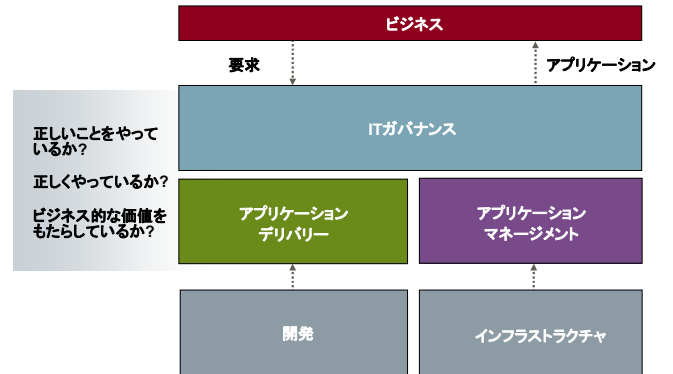 ビジネス
要求
アプリケーション
ITガバナンス
正しいことをやって
いるか?
正しくやっているか?
ビジネス的な価値を
もたらしているか?
アプリケーション
デリバリー
アプリケーション
マネージメント
開発
インフラストラクチャ